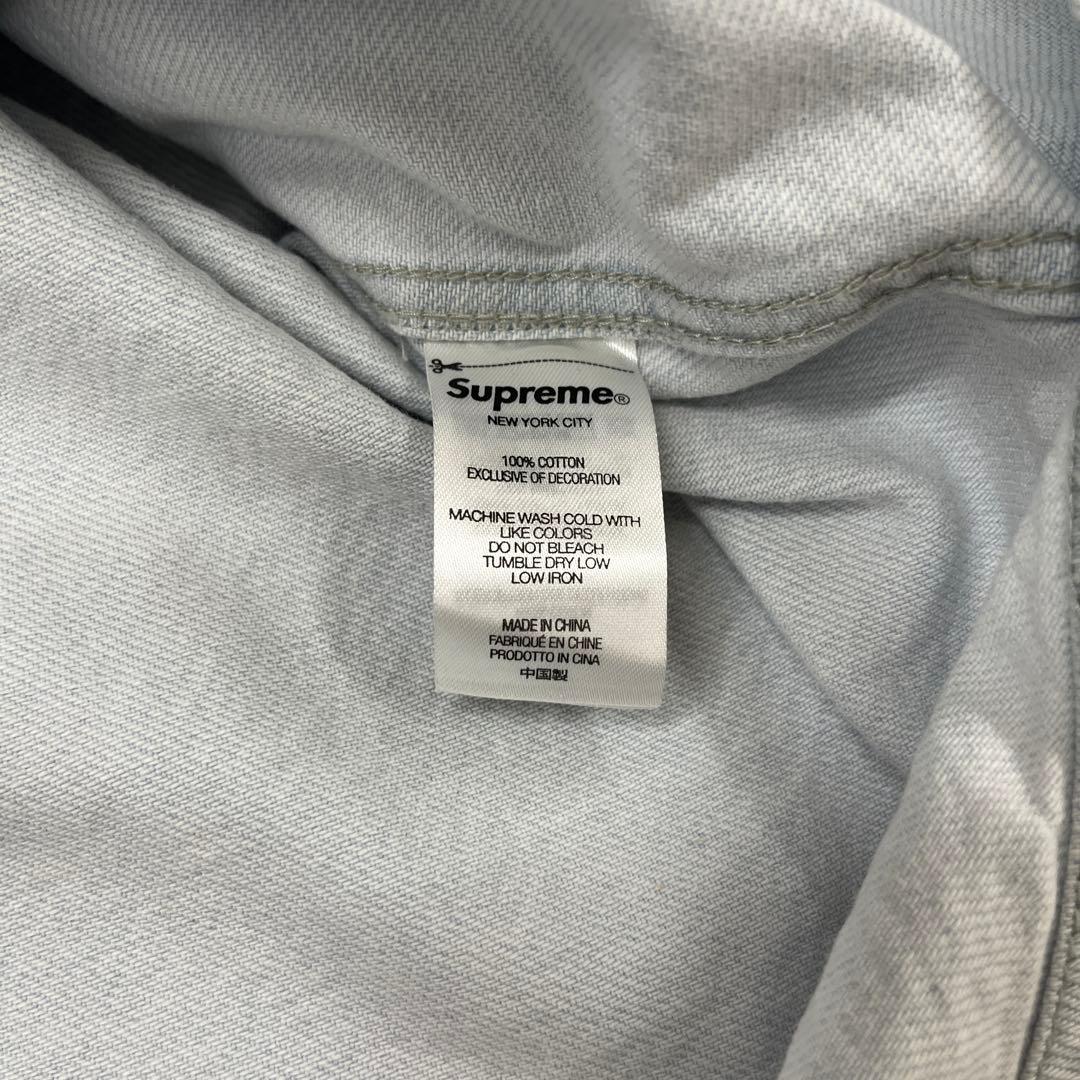 Supreme®
NEW YORK CITY
100% COTTON
EXCLUSIVE OF DECORATION
MACHINE WASH COLD WITH
LIKE COLORS
DO NOT BLEACH
TUMBLE DRY LOW
LOW IRON
MADE IN CHINA
FABRIQUÉ EN CHINE
PRODOTTO IN CINA
中国製